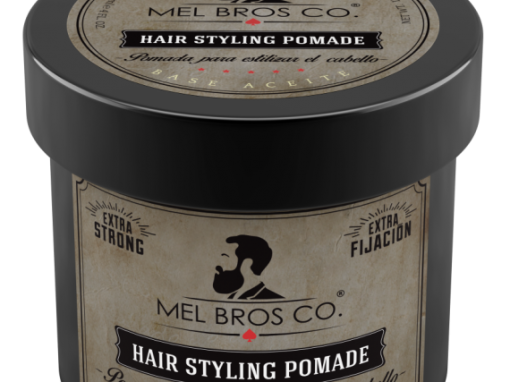 MEL BROS CO.®
HAIR STYLING POMADE
Pomada para estilizar el cabello
BASE ACEITE
EXTRA STRONG
EXTRA FIJACIÓN
MEL BROS CO.®
HAIR STYLING POMADE